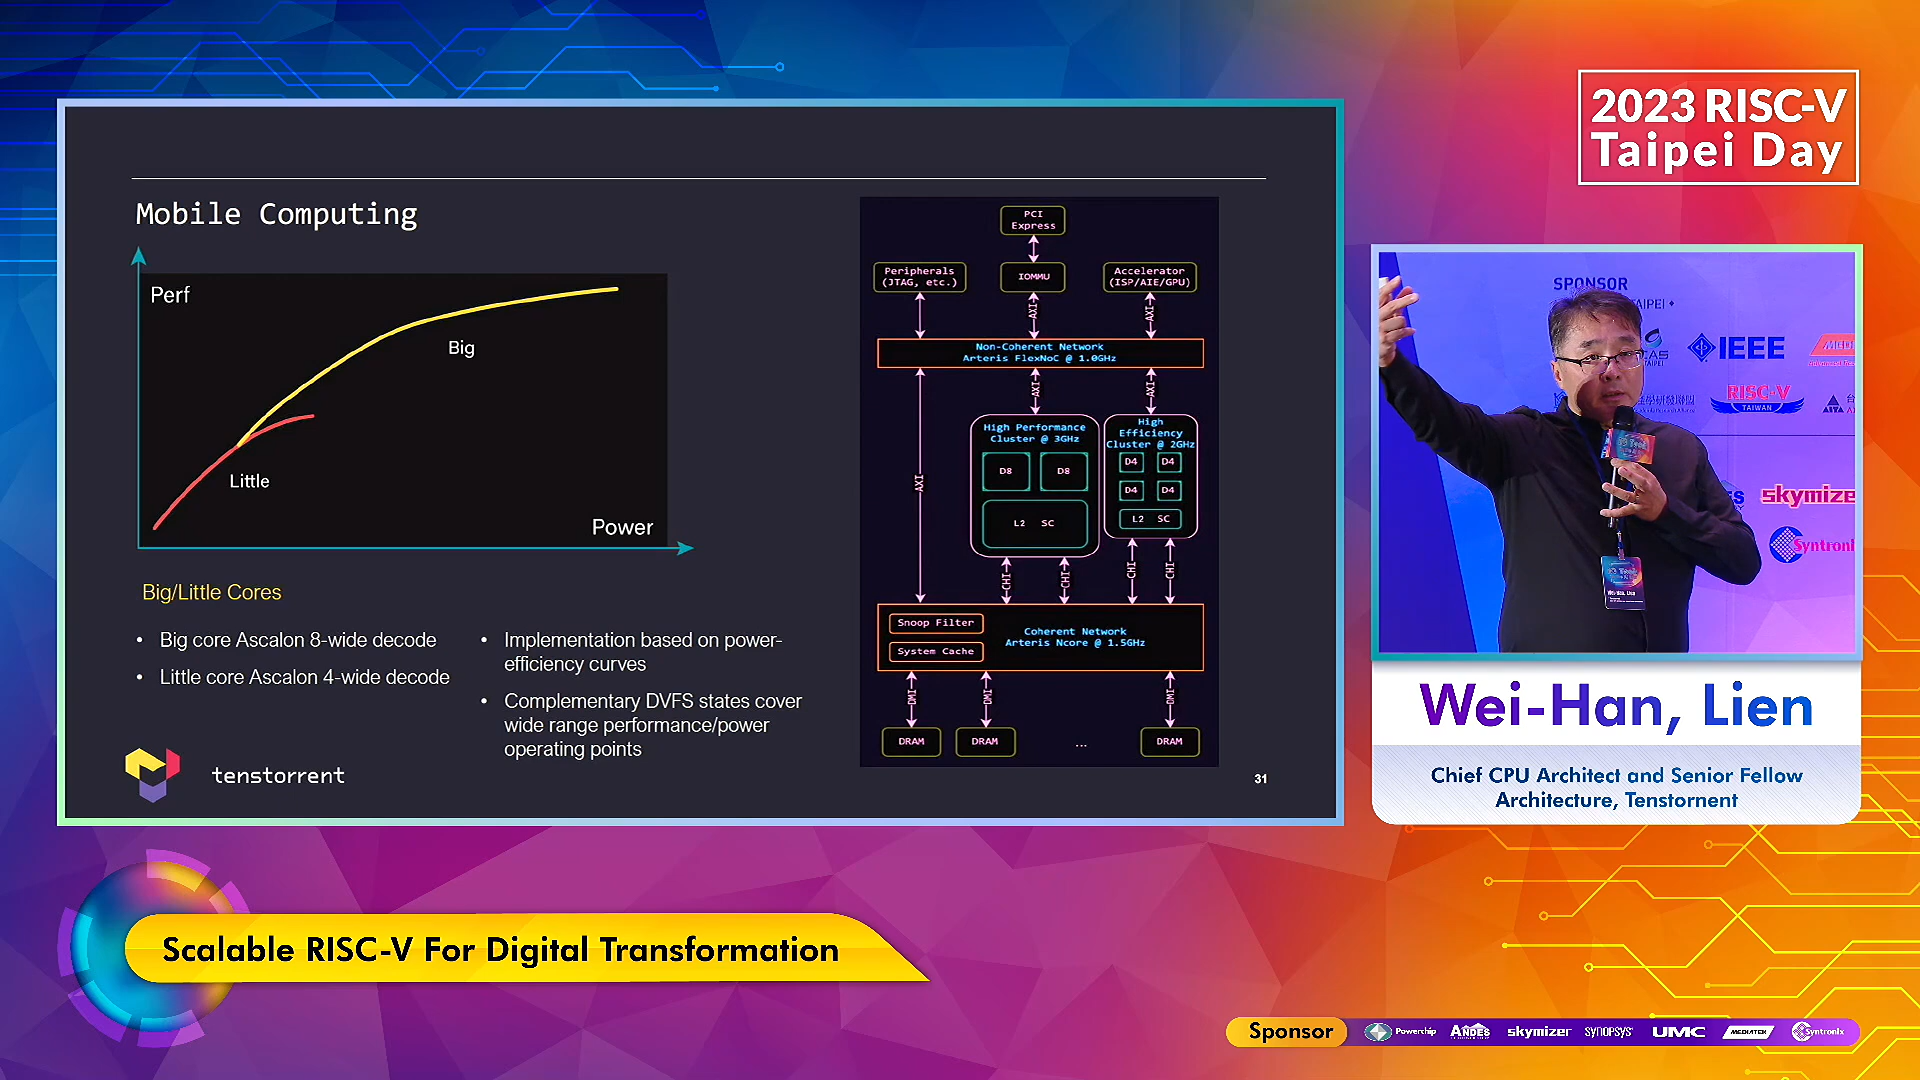 2023 RISC-V
Taipei Day
Mobile Computing
Perf
Big
Little
Power
Big/Little Cores
• Big core Ascalon 8-wide decode
• Little core Ascalon 4-wide decode
• Implementation based on power-
efficiency curves
• Complementary DVFS states cover
wide range performance/power
operating points
tenstorrent
31
PCI
Express
Peripherals
(JTAG, etc.)
IOMMU
Accelerator
(ISP/AIE/GPU)
AXI
AXI
Non-Coherent Network
Arteris FlexNoC @ 1.0GHz
AXI
AXI
AXI
High Performance
Cluster @ 3GHz
D8 D8
L2 SC
High
Efficiency
Cluster @ 2GHz
D4 D4
D4 D4
L2 SC
CHI CHI CHI CHI
Snoop Filter
System Cache
Coherent Network
Arteris Ncore @ 1.5GHz
DMI DMI DMI
DRAM DRAM ... DRAM
SPONSOR
TAIPEI
IEEE
RISC-V
TAIWAN
skymize
Syntroni
Wei-Han, Lien
Chief CPU Architect and Senior Fellow
Architecture, Tenstornent
Scalable RISC-V For Digital Transformation
Sponsor Powerchip ANDES skymizer SYNOPSYS UMC MEDIATEK Syntronix